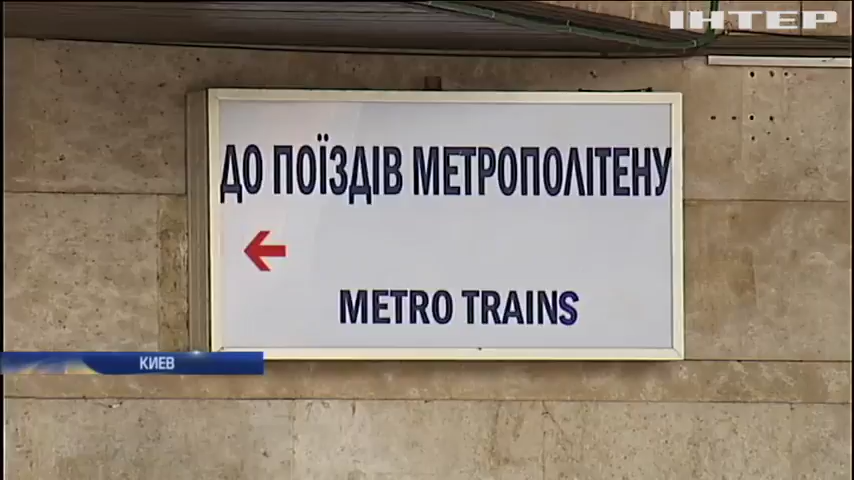 ІНТЕР
ДО ПОЇЗДІВ МЕТРОПОЛІТЕНУ
METRO TRAINS
КИЕВ